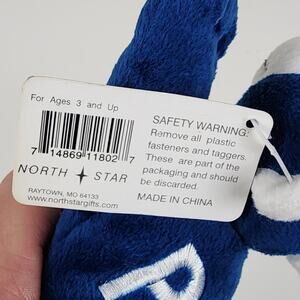 For Ages 3 and Up
7 14869 11802 7
NORTH STAR
RAYTOWN, MO 64133
www.northstargifts.com
SAFETY WARNING:
Remove all plastic
fasteners and taggers.
These are part of the
packaging and should
be discarded.
MADE IN CHINA
R